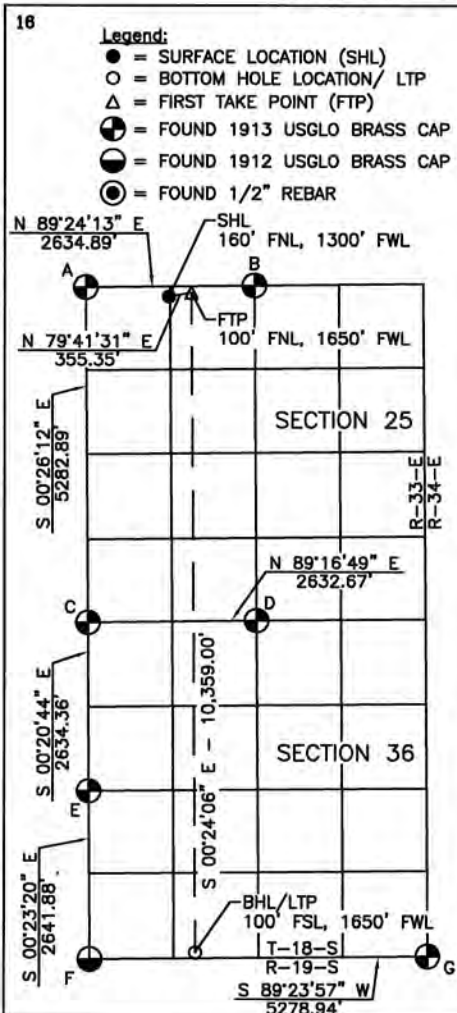 16
Legend:
● = SURFACE LOCATION (SHL)
○ = BOTTOM HOLE LOCATION/ LTP
△ = FIRST TAKE POINT (FTP)
= FOUND 1913 USGLO BRASS CAP
= FOUND 1912 USGLO BRASS CAP
= FOUND 1/2" REBAR
N 89°24'13" E
2634.89'
SHL
160' FNL, 1300' FWL
A
B
FTP
N 79°41'31" E
355.35'
100' FNL, 1650' FWL
S 00°26'12" E
5282.89'
SECTION 25
R-33-E
R-34-E
N 89°16'49" E
2632.67'
C
D
S 00°20'44" E
2634.36'
S 00°24'06" E - 10,359.00'
SECTION 36
E
S 00°23'20" E
2641.88'
BHL/LTP
100' FSL, 1650' FWL
T-18-S
R-19-S
F
G
S 89°23'57" W
5278.94'